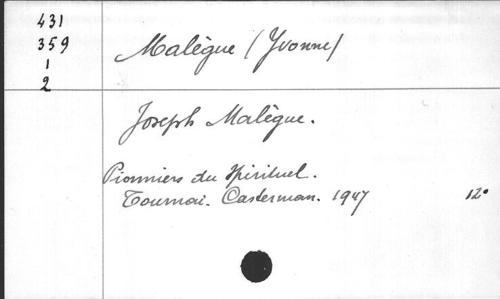 431
359
1
2
Malègue (Yvonne)
Joseph Malègue.
Pionniers du spirituel.
Tournai. Casterman. 1947 12°